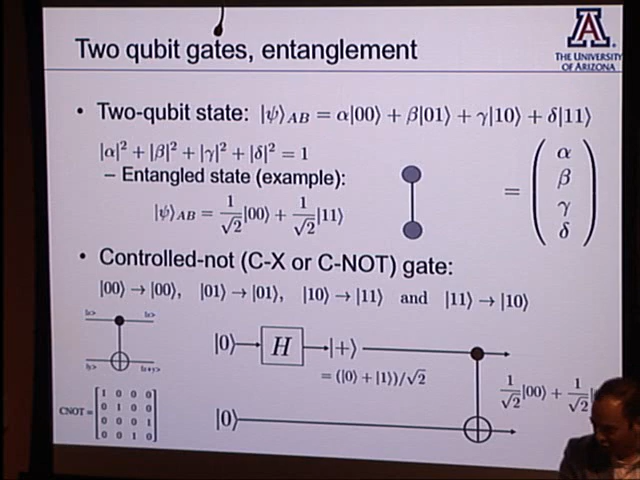 Two qubit gates, entanglement
THE UNIVERSITY
OF ARIZONA
• Two-qubit state: |ψ⟩AB = α|00⟩ + β|01⟩ + γ|10⟩ + δ|11⟩
|α|² + |β|² + |γ|² + |δ|² = 1
– Entangled state (example):
|ψ⟩AB = 1/√2 |00⟩ + 1/√2 |11⟩
=
α
β
γ
δ
• Controlled-not (C-X or C-NOT) gate:
|00⟩ → |00⟩, |01⟩ → |01⟩, |10⟩ → |11⟩ and |11⟩ → |10⟩
|x> |x>
|y> |x+y>
CNOT =
1 0 0 0
0 1 0 0
0 0 0 1
0 0 1 0
|0⟩ H |+⟩
= (|0⟩ + |1⟩)/√2
1/√2 |00⟩ + 1/√2
|0⟩